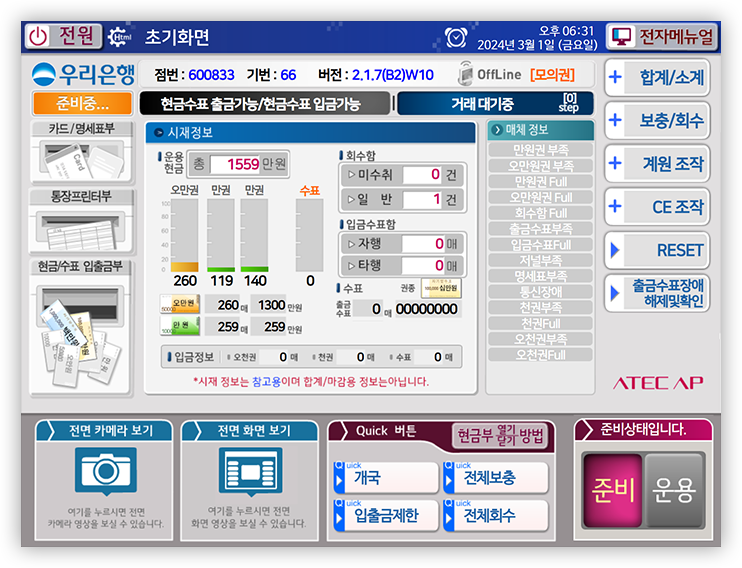 전원
Html
초기화면
오후 06:31
2024년 3월 1일 (금요일)
전자메뉴얼
우리은행
점번 : 600833 기번 : 66 버전 : 2.1.7(B2)W10
OffLine [모의권]
준비중...
현금수표 출금가능/현금수표 입금가능
거래 대기중
[0]
step
카드/명세표부
통장프린터부
현금/수표 입출금부
시재정보
운용
현금
총 1559 만원
오만권 만권 만권 수표
100
80
60
40
20
0
260 119 140 0
오만원 260 매 1300 만원
만 원 259 매 259 만원
회수함
미수취 0 건
일 반 1 건
입금수표함
자행 0 매
타행 0 매
수표 권종 십만원
출금
수표 0 매 00000000
입금정보 오천권 0 매 천권 0 매 수표 0 매
*시재 정보는 참고용이며 합계/마감용 정보는아닙니다.
매체 정보
만원권 부족
오만원권 부족
만원권 Full
오만원권 Full
회수함 Full
출금수표부족
입금수표Full
저널부족
명세표부족
통신장애
천권부족
천권Full
오천권부족
오천권Full
+ 합계/소계
+ 보충/회수
+ 계원 조작
+ CE 조작
RESET
출금수표장애
해제및확인
ATEC AP
전면 카메라 보기
여기를 누르시면 전면
카메라 영상을 보실 수 있습니다.
전면 화면 보기
여기를 누르시면 전면
화면 영상을 보실 수 있습니다.
Quick 버튼
현금부 열기 닫기 방법
Quick 개국
Quick 전체보충
Quick 입출금제한
Quick 전체회수
준비상태입니다.
준비 운용